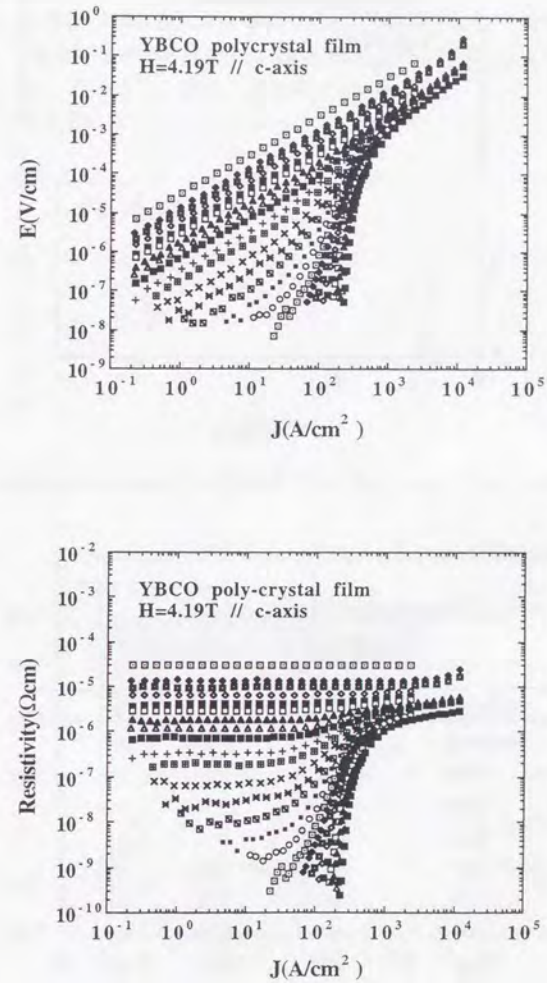 YBCO polycrystal film
H=4.19T // c-axis
10^1
10^0
10^-1
10^-2
10^-3
10^-4
10^-5
10^-6
10^-7
10^-8
10^-9
E(V/cm)
10^-1 10^0 10^1 10^2 10^3 10^4 10^5
J(A/cm^2 )
YBCO poly-crystal film
H=4.19T // c-axis
10^-2
10^-3
10^-4
10^-5
10^-6
10^-7
10^-8
10^-9
10^-10
Resistivity(Ωcm)
10^-1 10^0 10^1 10^2 10^3 10^4 10^5
J(A/cm^2 )